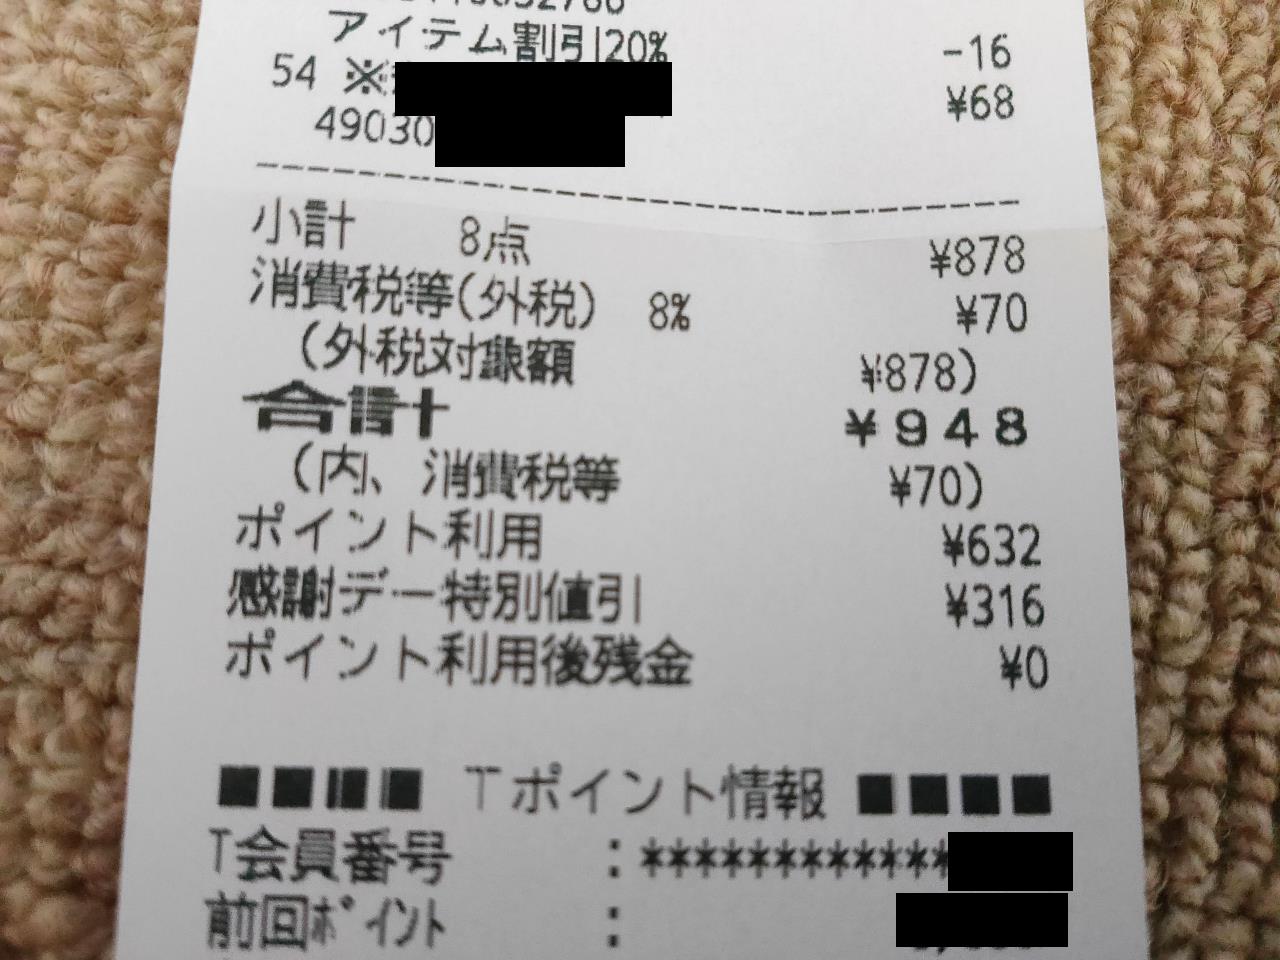 アイテム割引20% -16
54 ※ ¥68
49030
小計 8点 ¥878
消費税等(外税) 8% ¥70
(外税対象額 ¥878)
合計 ¥948
(内、消費税等 ¥70)
ポイント利用 ¥632
感謝デー特別値引 ¥316
ポイント利用後残金 ¥0
■■■■ Tポイント情報 ■■■■
T会員番号 :************
前回ポイント :